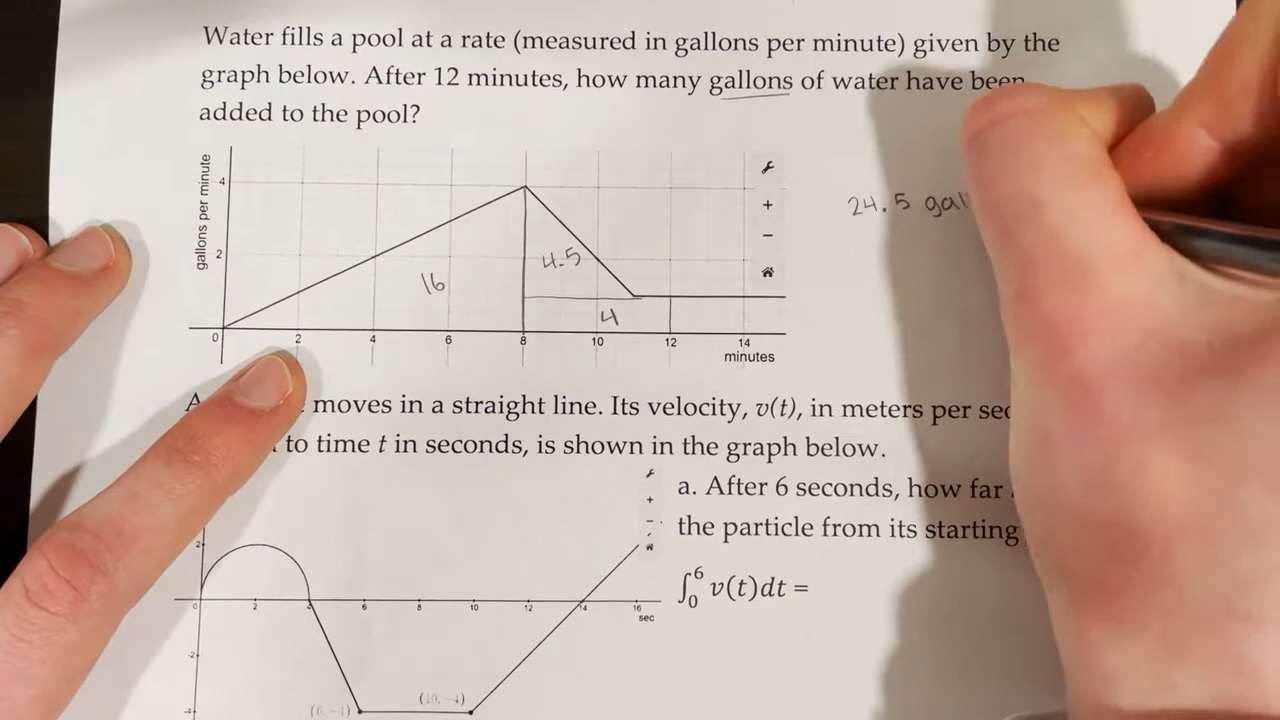 Water fills a pool at a rate (measured in gallons per minute) given by the
graph below. After 12 minutes, how many gallons of water have been
added to the pool?
gallons per minute
4
2
0 2 4 6 8 10 12 14
minutes
16
4.5
4
+
−
24.5 gal
moves in a straight line. Its velocity, v(t), in meters per
to time t in seconds, is shown in the graph below.
a. After 6 seconds, how far
the particle from its starting
∫₀⁶ v(t)dt =
2
0 2 4 6 8 10 12 14 16
sec
-2
-4
(10, -4)